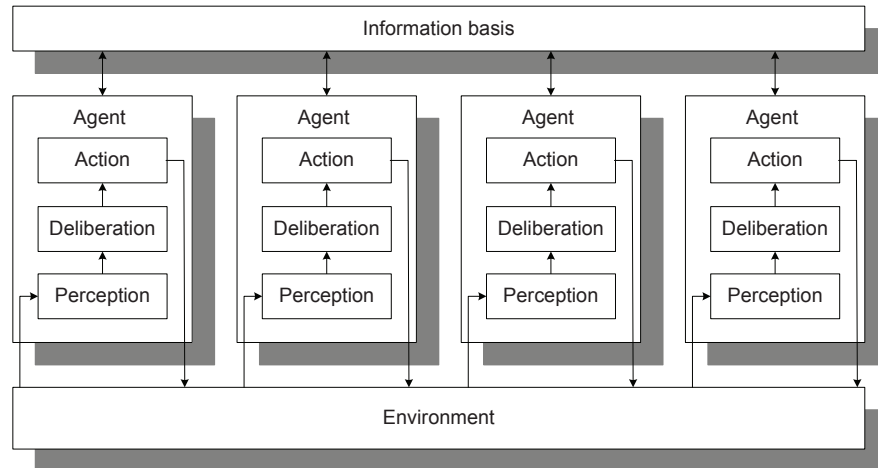 Information basis
Agent
Action
Deliberation
Perception
Agent
Action
Deliberation
Perception
Agent
Action
Deliberation
Perception
Agent
Action
Deliberation
Perception
Environment